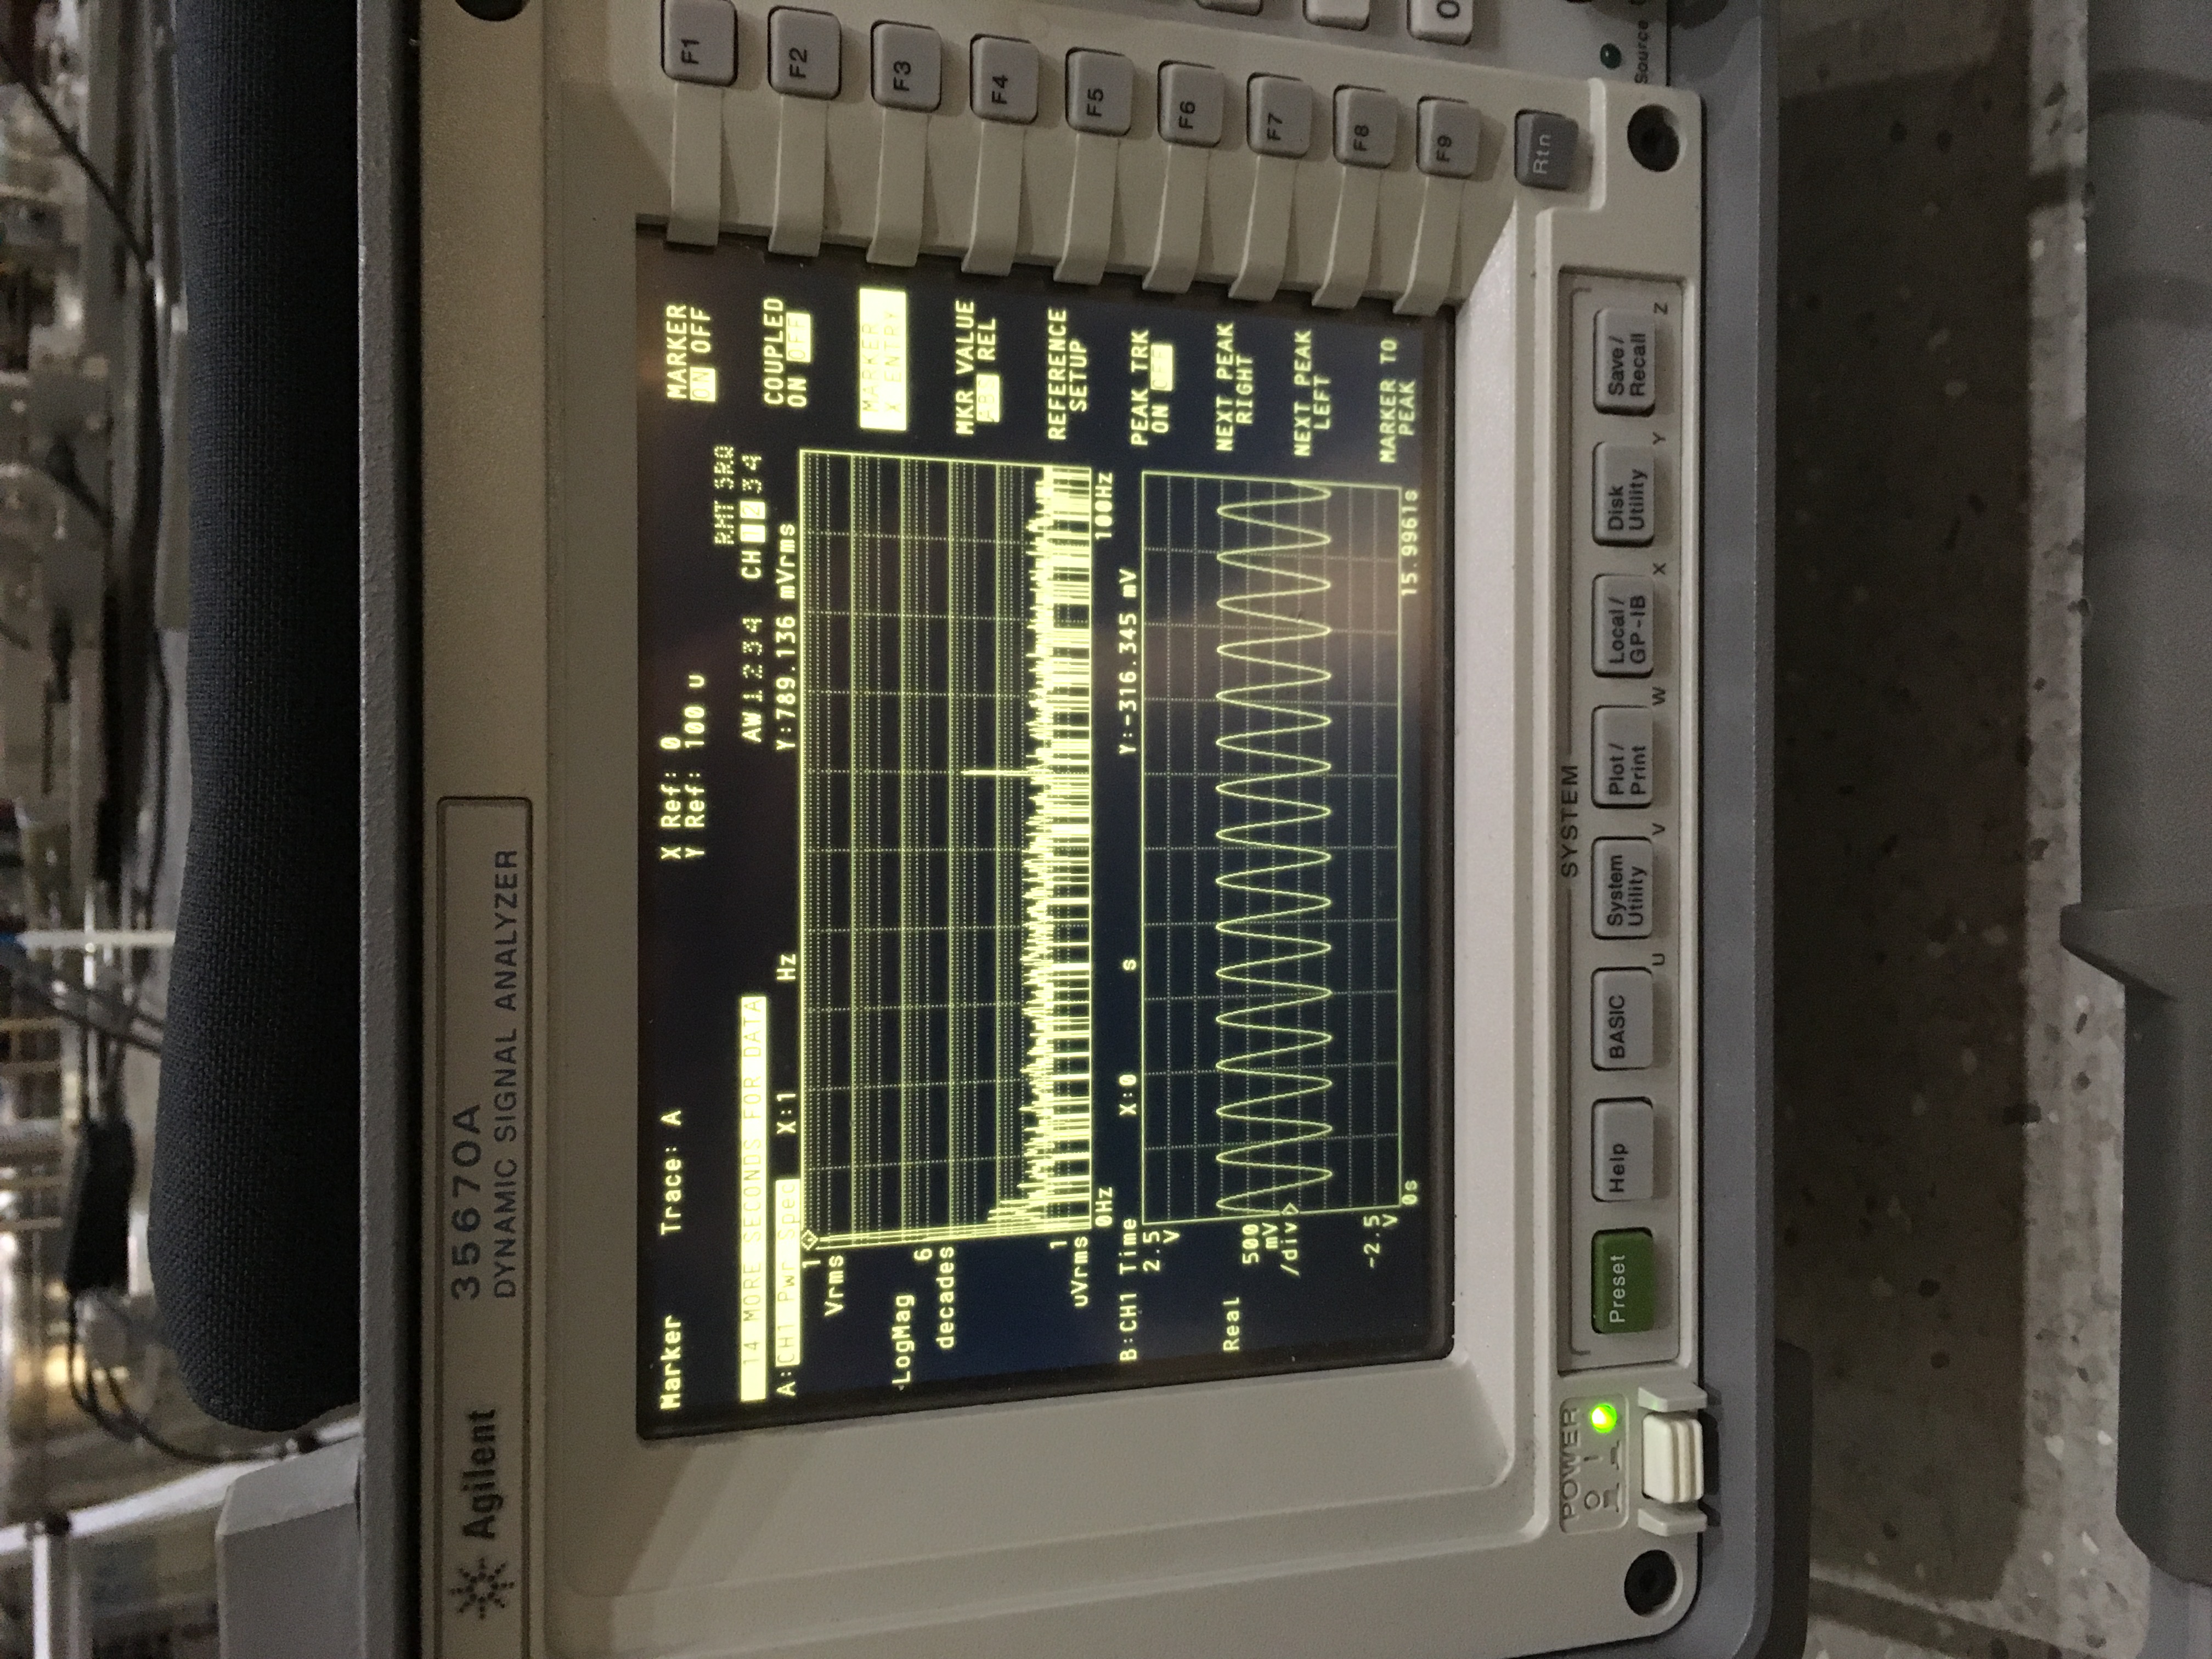 Agilent
35670A
DYNAMIC SIGNAL ANALYZER
Marker Trace: A X Ref: 0
Y Ref: 100 u
RMT SRQ
14 MORE SECONDS FOR DATA AW 1 2 3 4 CH 1 2 3 4
A:CH1 Pwr Spec X:1 Hz Y:789.136 mVrms
1
Vrms
LogMag
6
decades
1
uVrms
0Hz 100Hz
B:CH1 Time X:0 s Y:-316.345 mV
2.5
V
Real
500
mV
/div
-2.5
V
0s 15.9961s
MARKER
ON OFF
COUPLED
ON OFF
MARKER
X ENTRY
MKR VALUE
ABS REL
REFERENCE
SETUP
PEAK TRK
ON OFF
NEXT PEAK
RIGHT
NEXT PEAK
LEFT
MARKER TO
PEAK
F1
F2
F3
F4
F5
F6
F7
F8
F9
Rtn
0
POWER
SYSTEM
Preset
Help
BASIC
U
System
Utility
V
Plot /
Print
W
Local /
GP-IB
X
Disk
Utility
Y
Save /
Recall
Z
Source